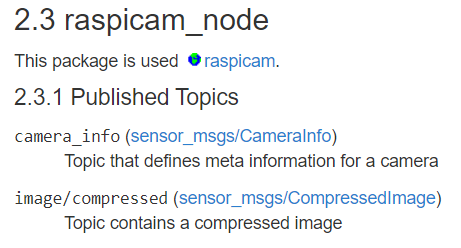 2.3 raspicam_node
This package is used raspicam.
2.3.1 Published Topics
camera_info (sensor_msgs/CameraInfo)
Topic that defines meta information for a camera
image/compressed (sensor_msgs/CompressedImage)
Topic contains a compressed image